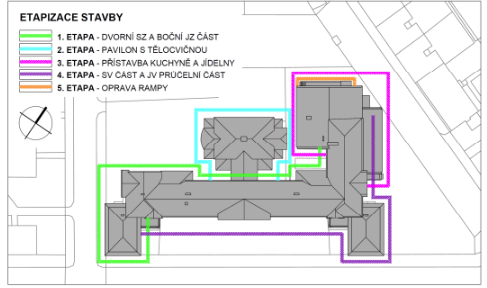 ETAPIZACE STAVBY
1. ETAPA - DVORNÍ SZ A BOČNÍ JZ ČÁST
2. ETAPA - PAVILON S TĚLOCVIČNOU
3. ETAPA - PŘÍSTAVBA KUCHYNĚ A JÍDELNY
4. ETAPA - SV ČÁST A JV PRŮČELNÍ ČÁST
5. ETAPA - OPRAVA RAMPY